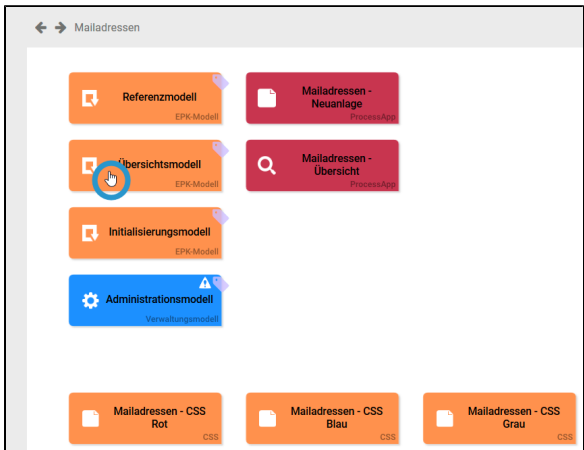 Mailadressen
Referenzmodell
EPK-Modell
Mailadressen -
Neuanlage
ProcessApp
Übersichtsmodell
EPK-Modell
Mailadressen -
Übersicht
ProcessApp
Initialisierungsmodell
EPK-Modell
Administrationsmodell
Verwaltungsmodell
Mailadressen - CSS
Rot
CSS
Mailadressen - CSS
Blau
CSS
Mailadressen - CSS
Grau
CSS